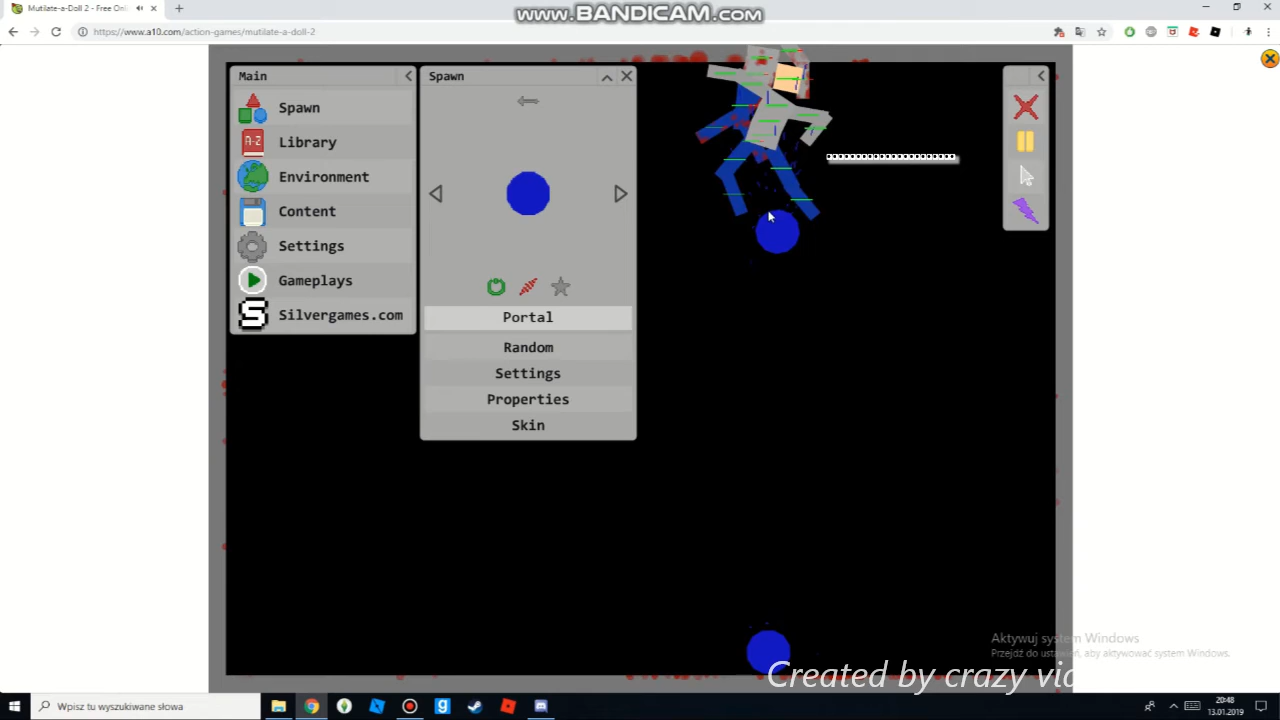 Mutilate-a-Doll 2 - Free Onl
www.BANDICAM.com
https://www.a10.com/action-games/mutilate-a-doll-2
Main
Spawn
Library
Environment
Content
Settings
Gameplays
Silvergames.com
Spawn
Portal
Random
Settings
Properties
Skin
Aktywuj system Windows
Przejdź do ustawień, aby aktywować system Windows.
Created by crazy vid
Wpisz tu wyszukiwane słowa
20:48
13.01.2019